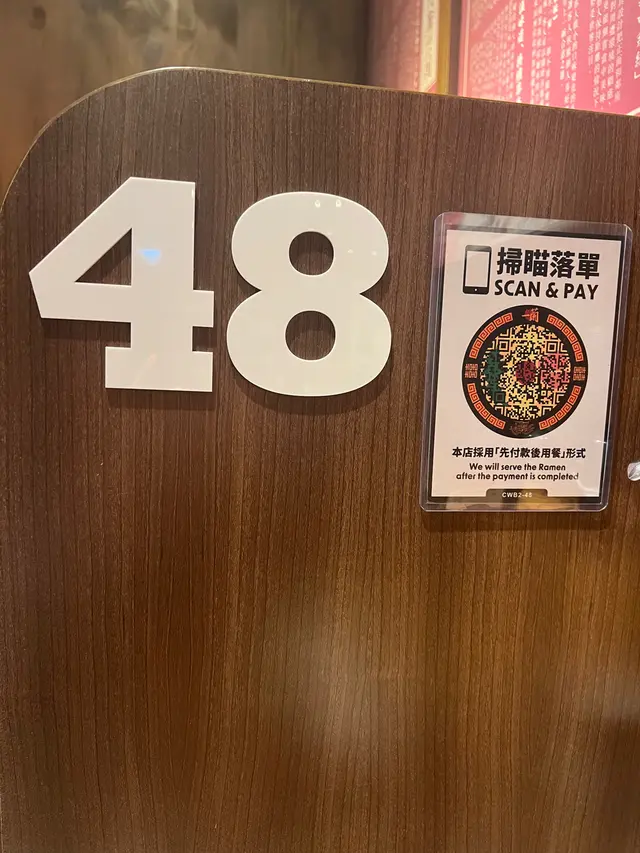 48
掃瞄落單
SCAN & PAY
本店採用「先付款後用餐」形式
We will serve the Ramen
after the payment is completed
CWB2-48